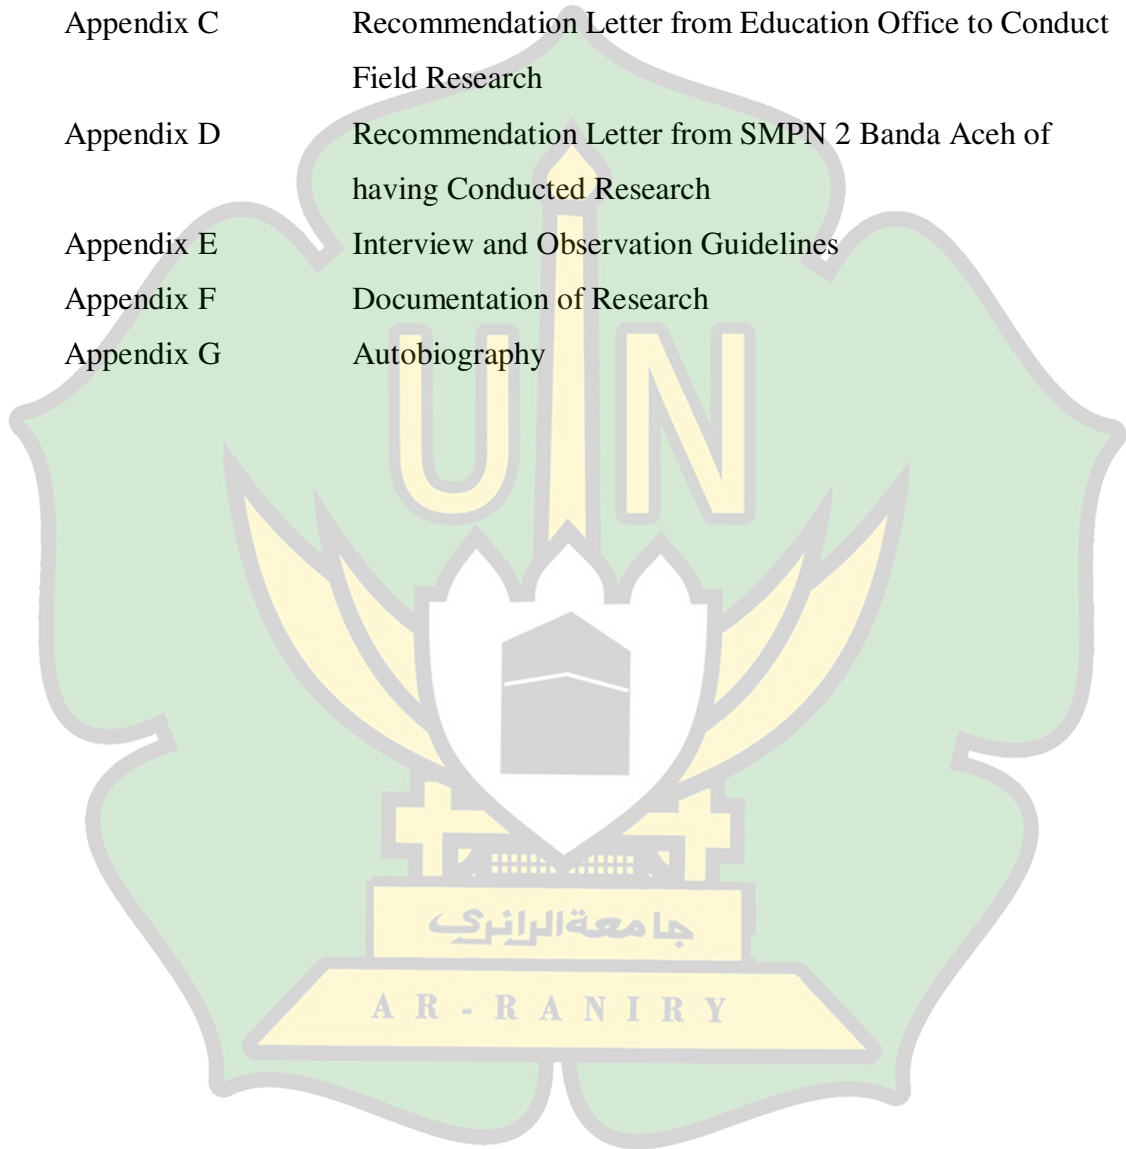 Appendix C Recommendation Letter from Education Office to Conduct
Field Research
Appendix D Recommendation Letter from SMPN 2 Banda Aceh of
having Conducted Research
Appendix E Interview and Observation Guidelines
Appendix F Documentation of Research
Appendix G Autobiography
UIN
جامعةالرانري
AR-RANIRY